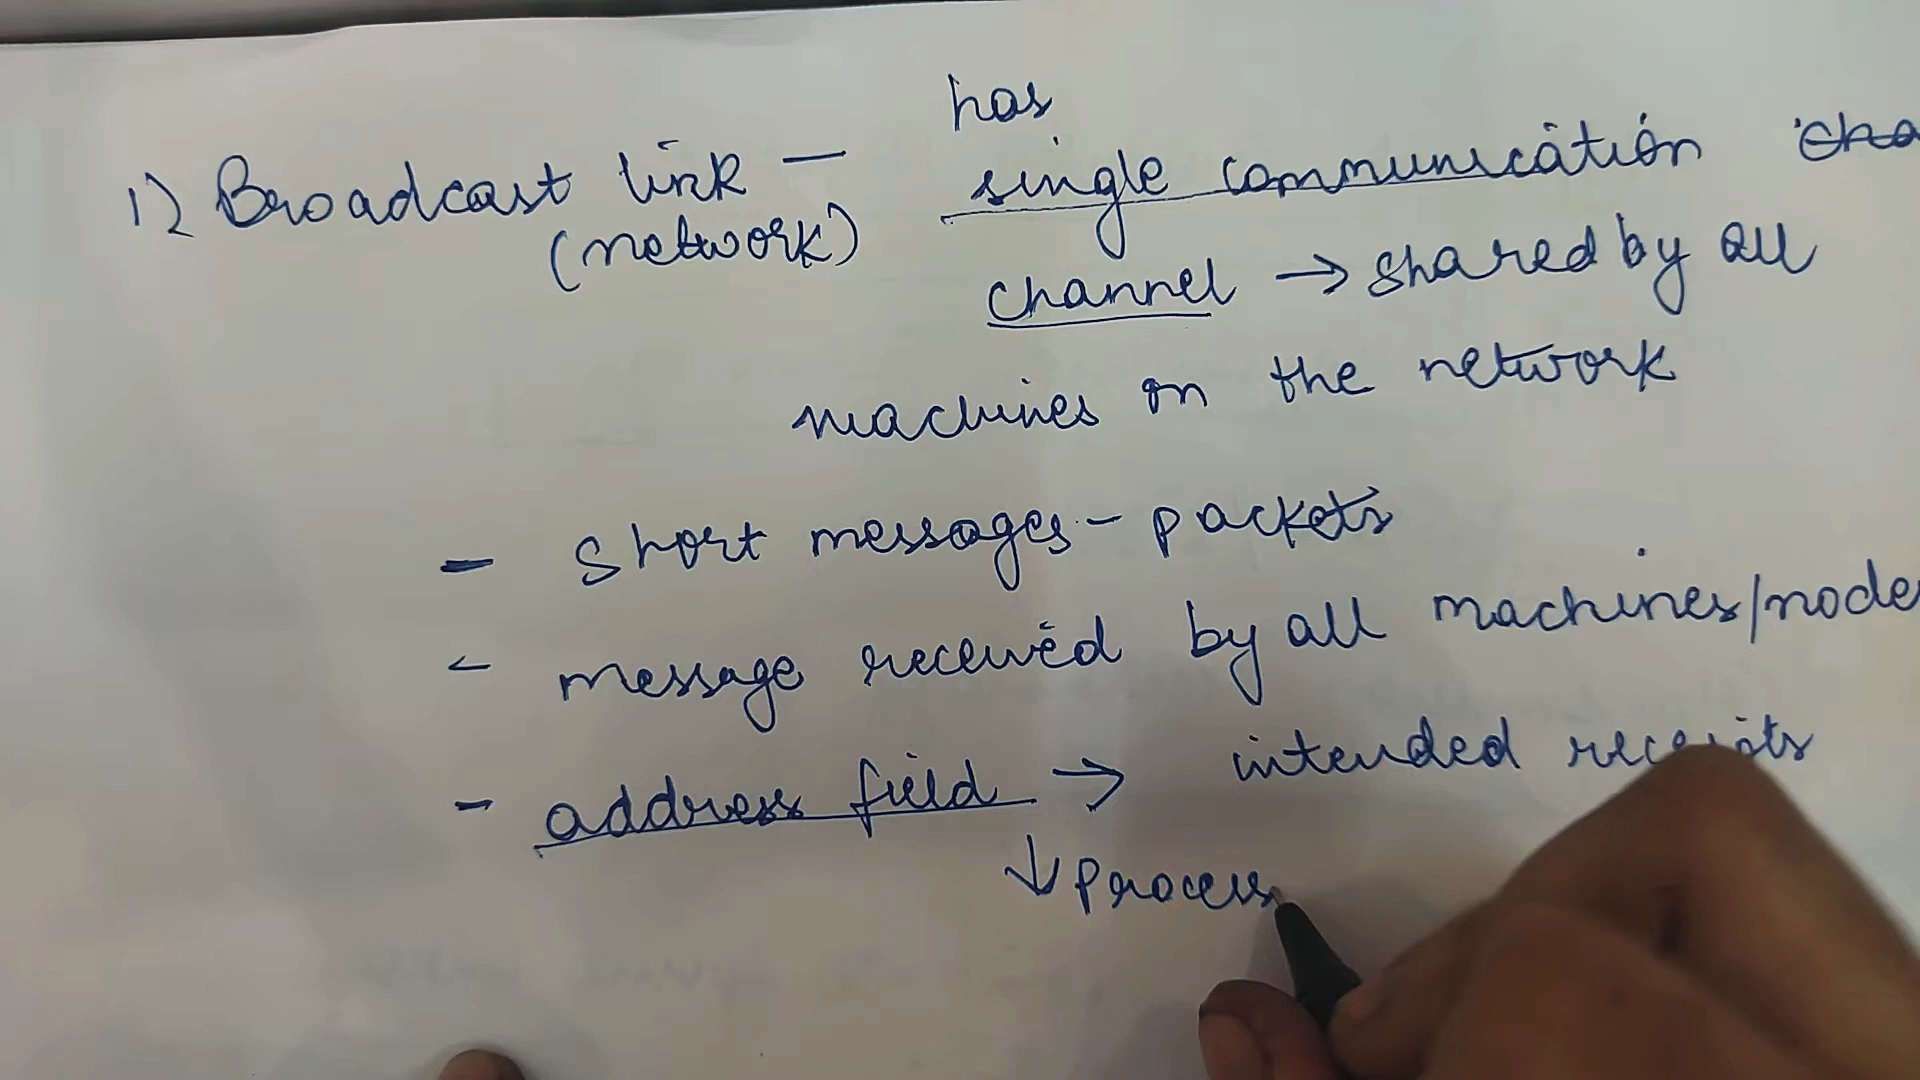 has
1) Broadcast link — single communication
(network)
channel → shared by all
machines on the network
- short messages - packets
- message received by all machines/node
- address field → intended
↓ process